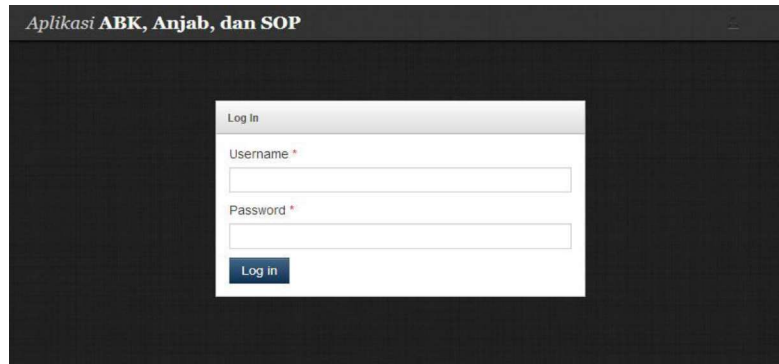 Aplikasi ABK, Anjab, dan SOP
Log In
Username *
Password *
Log in